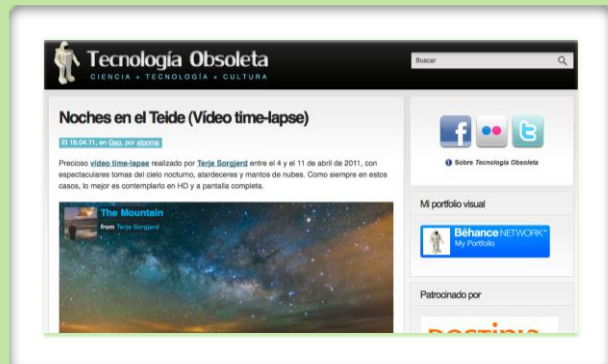 Tecnología Obsoleta
CIENCIA + TECNOLOGÍA + CULTURA
Buscar
Noches en el Teide (Vídeo time-lapse)
El 16.04.11, en Geo, por alpoma
Precioso vídeo time-lapse realizado por Terje Sorgjerd entre el 4 y el 11 de abril de 2011, con
espectaculares tomas del cielo nocturno, atardeceres y mantos de nubes. Como siempre en estos
casos, lo mejor es contemplarlo en HD y a pantalla completa.
The Mountain
from Terje Sorgjerd
Sobre Tecnología Obsoleta
Mi portfolio visual
Bēhance NETWORK™
My Portfolio
Patrocinado por